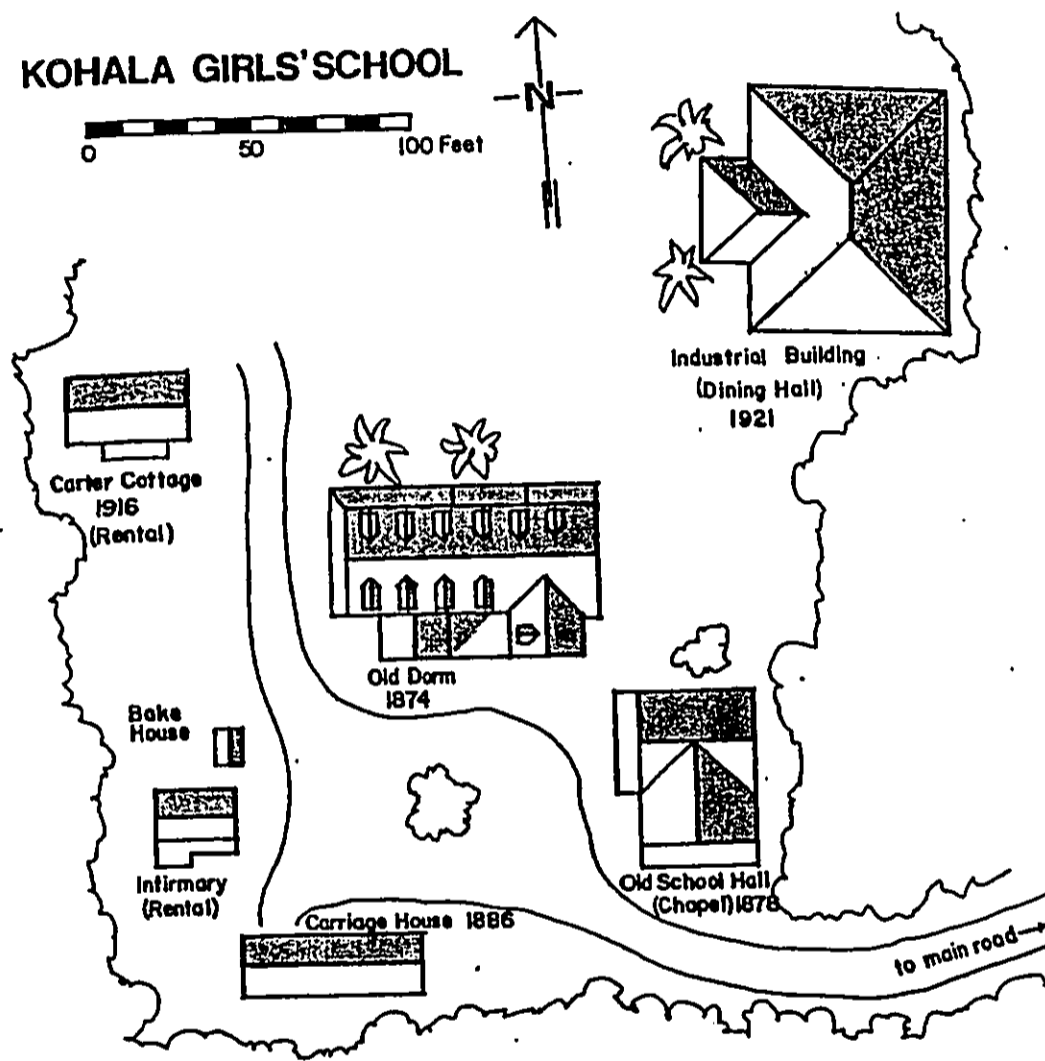 KOHALA GIRLS' SCHOOL
N
0 50 100 Feet
Industrial Building
(Dining Hall)
1921
Carter Cottage
1916
(Rental)
Old Dorm
1874
Bake
House
Infirmary
(Rental)
Old School Hall
(Chapel) 1878
Carriage House 1886
to main road